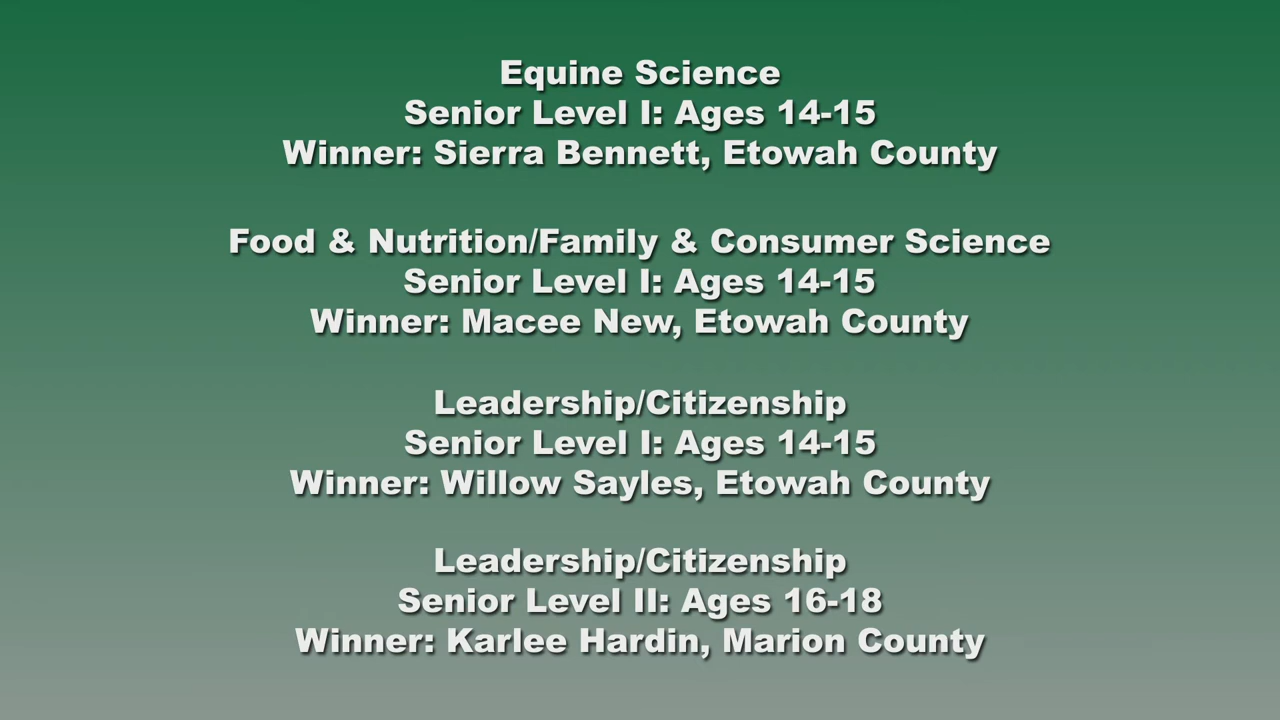 Equine Science
Senior Level I: Ages 14-15
Winner: Sierra Bennett, Etowah County
Food & Nutrition/Family & Consumer Science
Senior Level I: Ages 14-15
Winner: Macee New, Etowah County
Leadership/Citizenship
Senior Level I: Ages 14-15
Winner: Willow Sayles, Etowah County
Leadership/Citizenship
Senior Level II: Ages 16-18
Winner: Karlee Hardin, Marion County